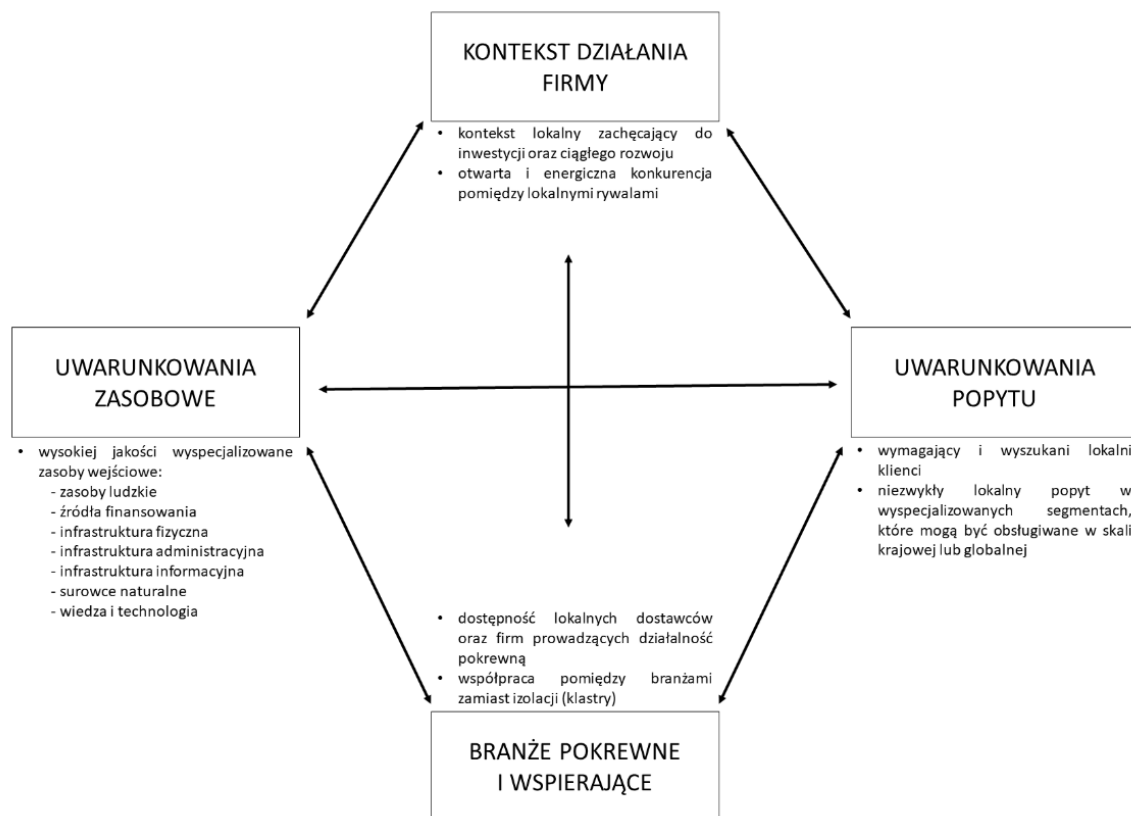 KONTEKST DZIAŁANIA
FIRMY
• kontekst lokalny zachęcający do
inwestycji oraz ciągłego rozwoju
• otwarta i energiczna konkurencja
pomiędzy lokalnymi rywalami
UWARUNKOWANIA
ZASOBOWE
• wysokiej jakości wyspecjalizowane
zasoby wejściowe:
- zasoby ludzkie
- źródła finansowania
- infrastruktura fizyczna
- infrastruktura administracyjna
- infrastruktura informacyjna
- surowce naturalne
- wiedza i technologia
UWARUNKOWANIA
POPYTU
• wymagający i wyszukani lokalni
klienci
• niezwykły lokalny popyt w
wyspecjalizowanych segmentach,
które mogą być obsługiwane w skali
krajowej lub globalnej
• dostępność lokalnych dostawców
oraz firm prowadzących działalność
pokrewną
• współpraca pomiędzy branżami
zamiast izolacji (klastry)
BRANŻE POKREWNE
I WSPIERAJĄCE